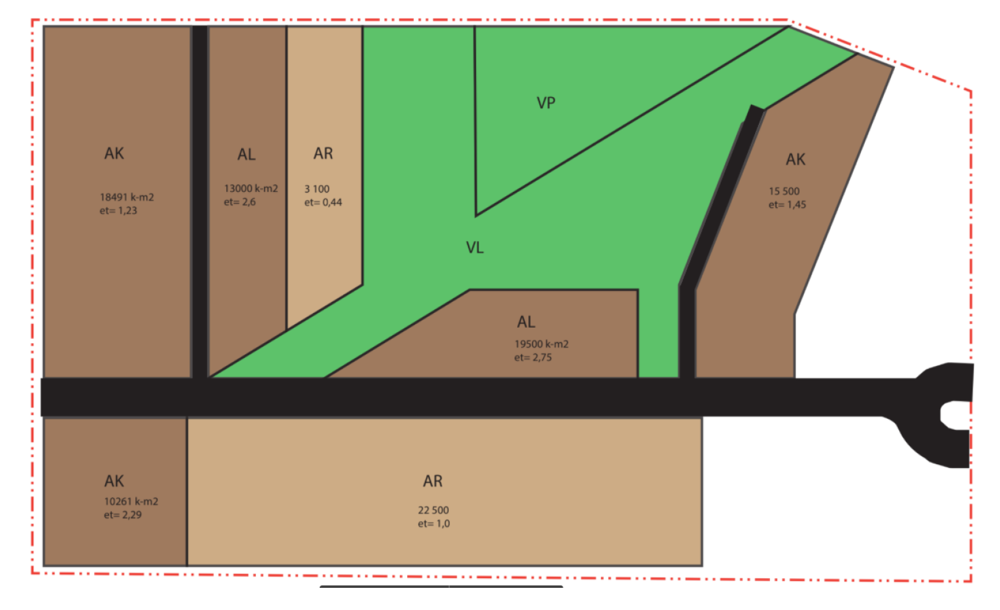 VP
AK
18491 k-m2
et= 1,23
AL
13000 k-m2
et= 2,6
AR
3 100
et= 0,44
AK
15 500
et= 1,45
VL
AL
19500 k-m2
et= 2,75
AK
10261 k-m2
et= 2,29
AR
22 500
et= 1,0